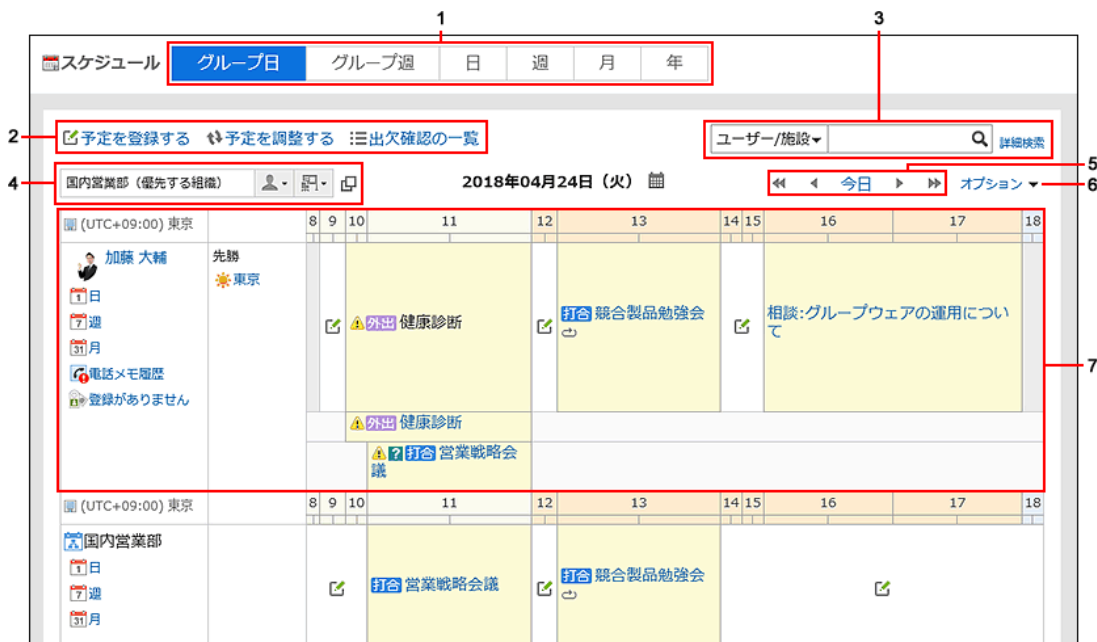 1
3
スケジュール グループ日 グループ週 日 週 月 年
2
予定を登録する 予定を調整する 出欠確認の一覧
ユーザー/施設 詳細検索
4
国内営業部（優先する組織）
2018年04月24日（火）
今日
オプション
5
6
(UTC+09:00) 東京
8 9 10 11 12 13 14 15 16 17 18
加藤 大輔
1 日
7 週
31 月
電話メモ履歴
登録がありません
先勝
東京
外出 健康診断
打合 競合製品勉強会
相談:グループウェアの運用につい
て
7
外出 健康診断
? 打合 営業戦略会
議
(UTC+09:00) 東京
8 9 10 11 12 13 14 15 16 17 18
国内営業部
1 日
7 週
31 月
打合 営業戦略会議
打合 競合製品勉強会